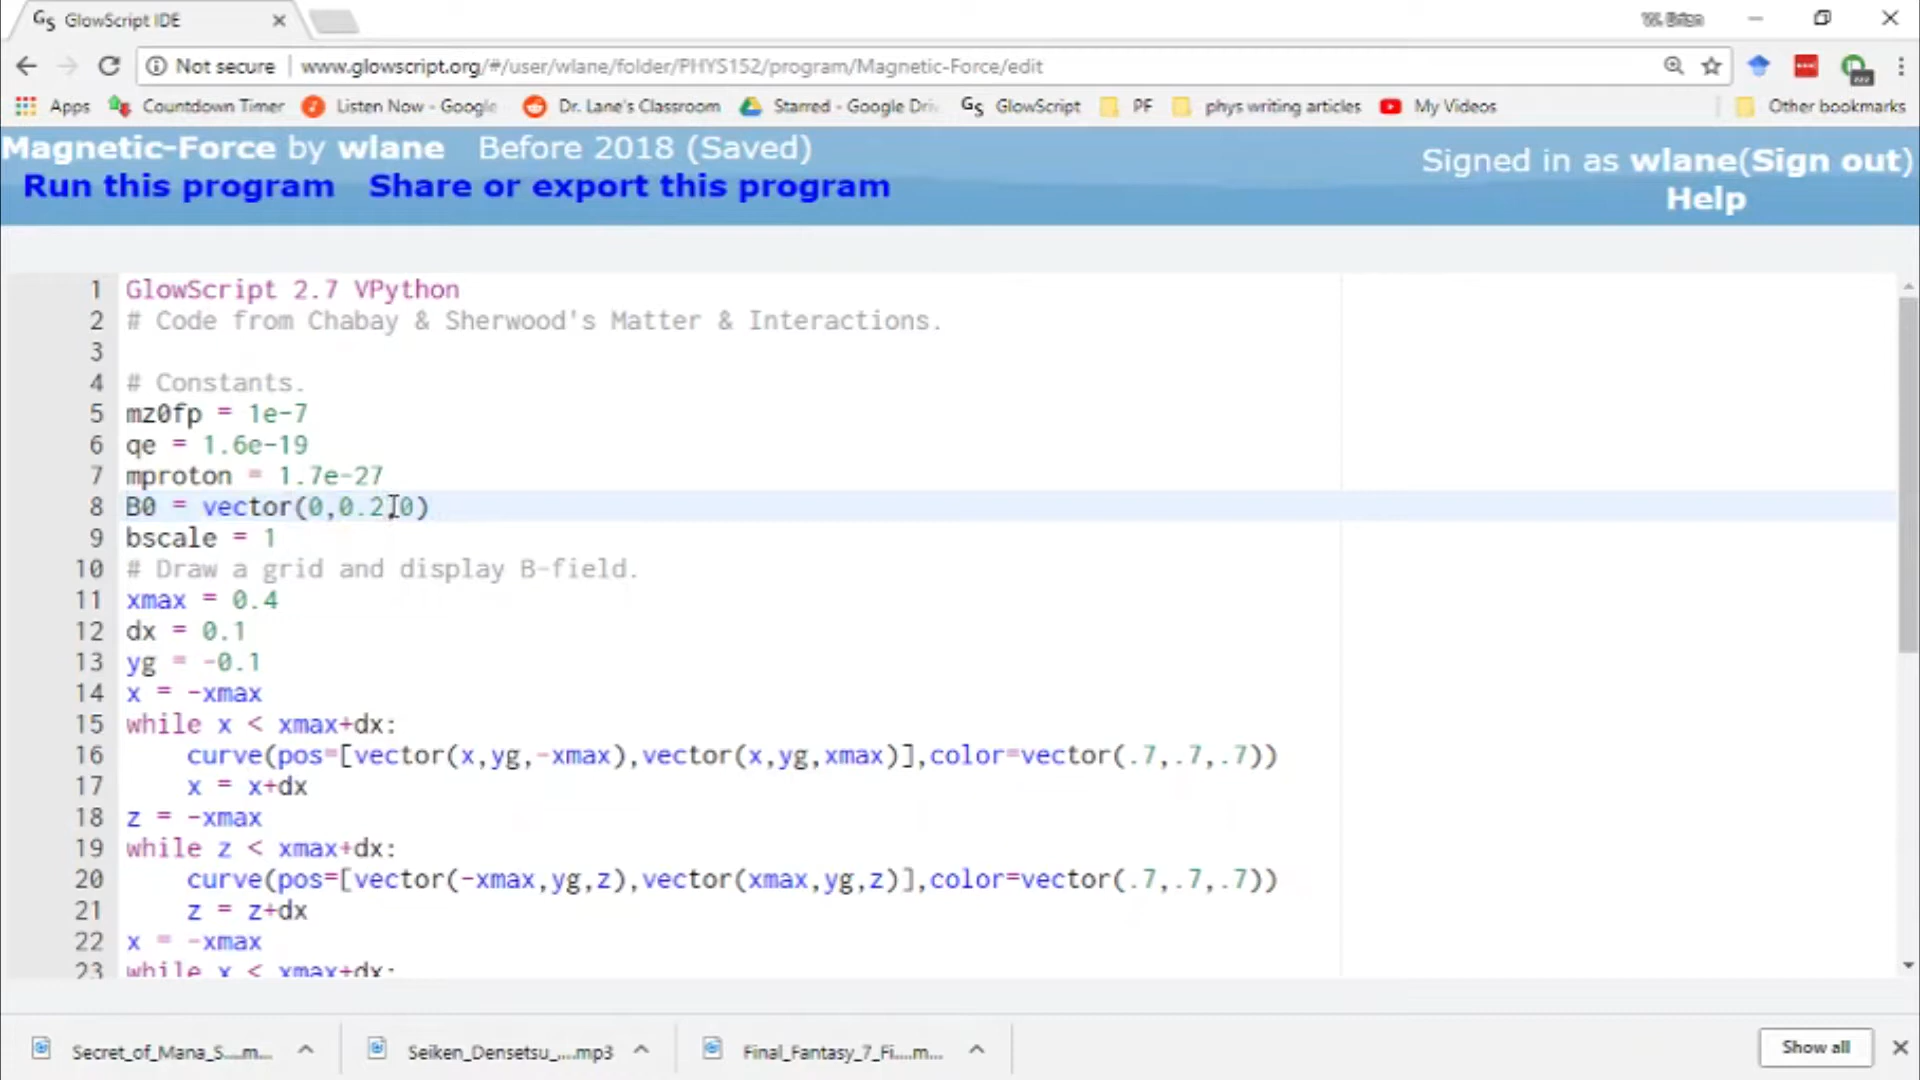 GlowScript IDE
Not secure www.glowscript.org/#/user/wlane/folder/PHYS152/program/Magnetic-Force/edit
Apps Countdown Timer Listen Now - Google Dr. Lane's Classroom Starred - Google Dri GlowScript PF phys writing articles My Videos Other bookmarks
Magnetic-Force by wlane Before 2018 (Saved)
Signed in as wlane(Sign out)
Run this program Share or export this program
Help
1 GlowScript 2.7 VPython
2 # Code from Chabay & Sherwood's Matter & Interactions.
3
4 # Constants.
5 mz0fp = 1e-7
6 qe = 1.6e-19
7 mproton = 1.7e-27
8 B0 = vector(0,0.2,0)
9 bscale = 1
10 # Draw a grid and display B-field.
11 xmax = 0.4
12 dx = 0.1
13 yg = -0.1
14 x = -xmax
15 while x < xmax+dx:
16 curve(pos=[vector(x,yg,-xmax),vector(x,yg,xmax)],color=vector(.7,.7,.7))
17 x = x+dx
18 z = -xmax
19 while z < xmax+dx:
20 curve(pos=[vector(-xmax,yg,z),vector(xmax,yg,z)],color=vector(.7,.7,.7))
21 z = z+dx
22 x = -xmax
23 while x < xmax+dx:
Secret_of_Mana_S....m... Seiken_Densetsu_....mp3 Final_Fantasy_7_Fi....m... Show all